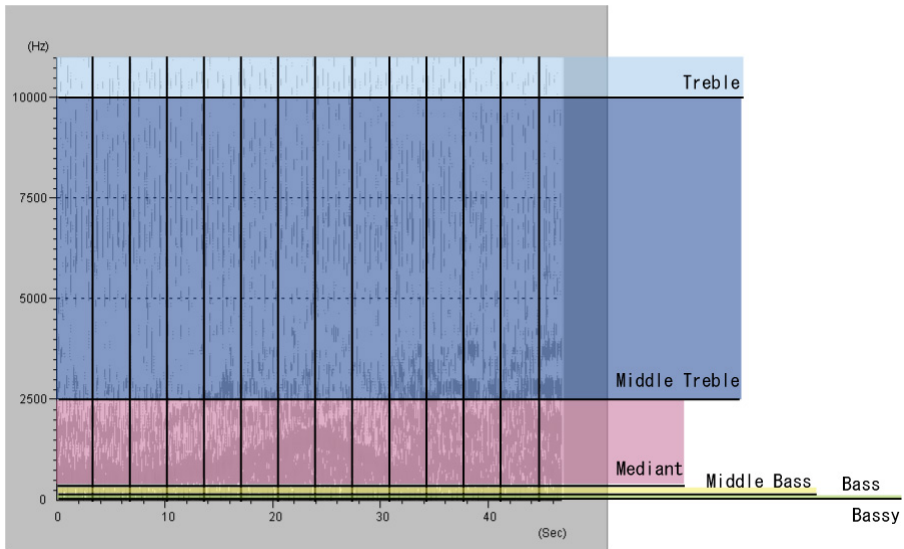 (Hz)
Treble
10000
7500
5000
Middle Treble
2500
Mediant
Middle Bass
Bass
0
Bassy
0 10 20 30 40
(Sec)